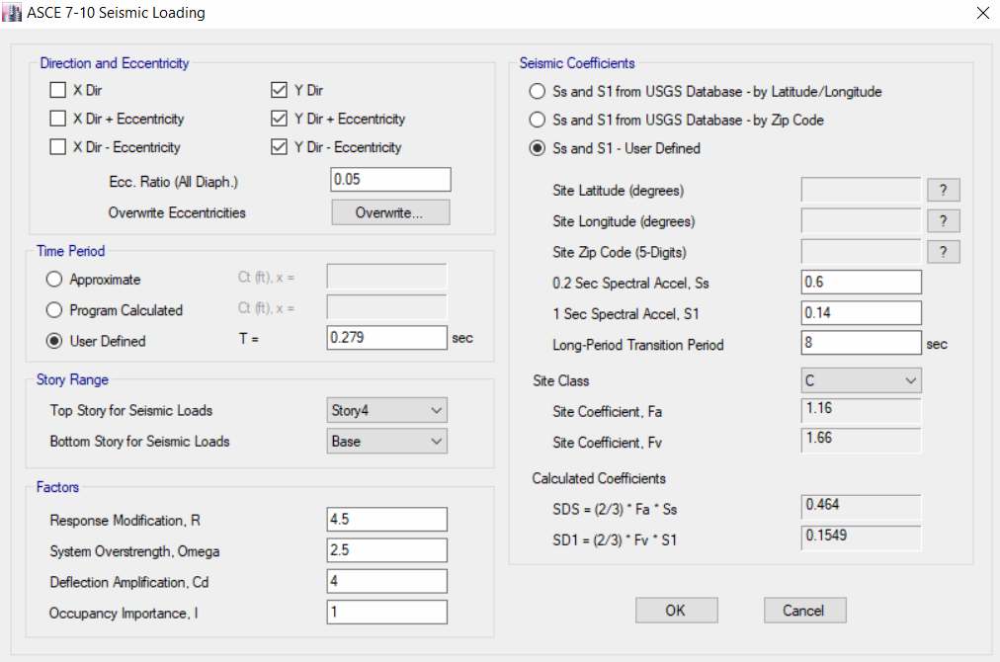 ASCE 7-10 Seismic Loading
Direction and Eccentricity
X Dir
Y Dir
X Dir + Eccentricity
Y Dir + Eccentricity
X Dir - Eccentricity
Y Dir - Eccentricity
Ecc. Ratio (All Diaph.)
0.05
Overwrite Eccentricities
Overwrite...
Time Period
Approximate
Ct (ft), x =
Program Calculated
Ct (ft), x =
User Defined
T =
0.279
sec
Story Range
Top Story for Seismic Loads
Story4
Bottom Story for Seismic Loads
Base
Factors
Response Modification, R
4.5
System Overstrength, Omega
2.5
Deflection Amplification, Cd
4
Occupancy Importance, I
1
Seismic Coefficients
Ss and S1 from USGS Database - by Latitude/Longitude
Ss and S1 from USGS Database - by Zip Code
Ss and S1 - User Defined
Site Latitude (degrees)
?
Site Longitude (degrees)
?
Site Zip Code (5-Digits)
?
0.2 Sec Spectral Accel, Ss
0.6
1 Sec Spectral Accel, S1
0.14
Long-Period Transition Period
8
sec
Site Class
C
Site Coefficient, Fa
1.16
Site Coefficient, Fv
1.66
Calculated Coefficients
SDS = (2/3) * Fa * Ss
0.464
SD1 = (2/3) * Fv * S1
0.1549
OK
Cancel